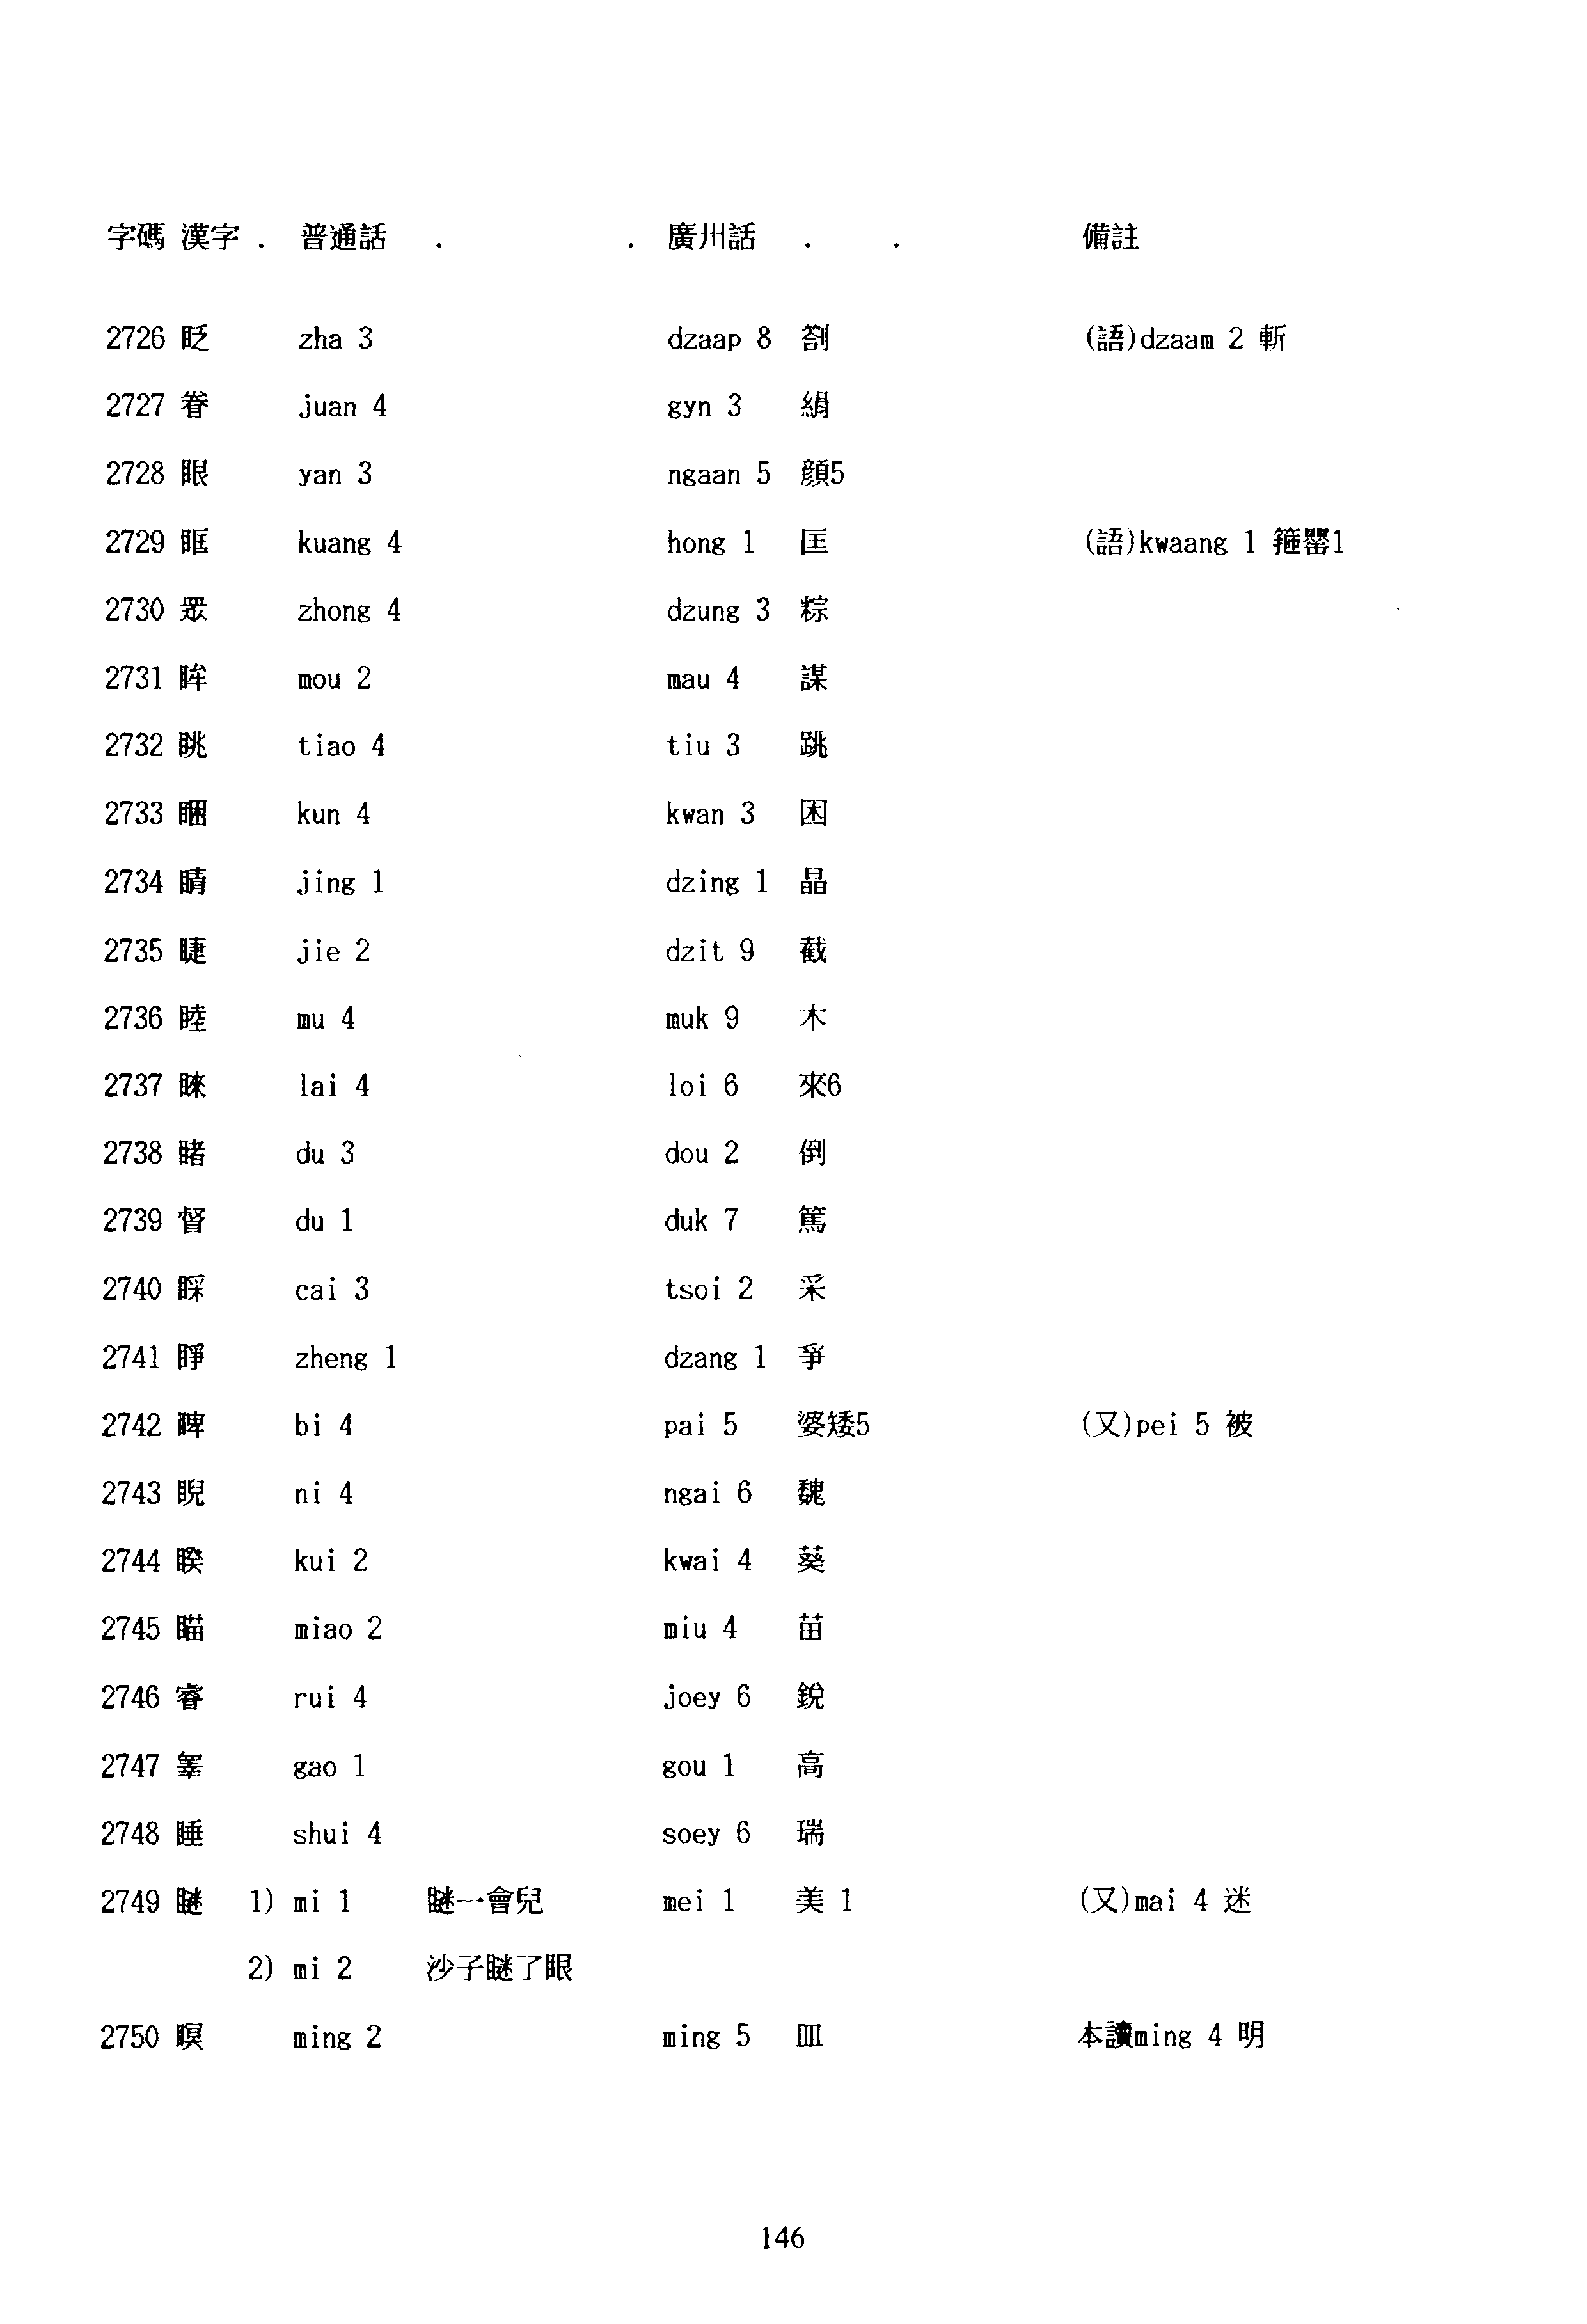 字碼 漢字 . 普通話 . . 廣州話 . . 備註
2726 眨 zha 3 dzaap 8 劄 (語)dzaam 2 斬
2727 眷 juan 4 gyn 3 絹
2728 眼 yan 3 ngaan 5 顏5
2729 眶 kuang 4 hong 1 匡 (語)kwaang 1 箍罌1
2730 眾 zhong 4 dzung 3 粽
2731 眸 mou 2 mau 4 謀
2732 眺 tiao 4 tiu 3 跳
2733 睏 kun 4 kwan 3 困
2734 睛 jing 1 dzing 1 晶
2735 睫 jie 2 dzit 9 截
2736 睦 mu 4 muk 9 木
2737 睞 lai 4 loi 6 來6
2738 睹 du 3 dou 2 倒
2739 督 du 1 duk 7 篤
2740 睬 cai 3 tsoi 2 采
2741 睜 zheng 1 dzang 1 爭
2742 睥 bi 4 pai 5 婆矮5 (又)pei 5 被
2743 睨 ni 4 ngai 6 魏
2744 睽 kui 2 kwai 4 葵
2745 瞄 miao 2 miu 4 苗
2746 睿 rui 4 joey 6 銳
2747 睪 gao 1 gou 1 高
2748 睡 shui 4 soey 6 瑞
2749 瞇 1) mi 1 瞇一會兒 mei 1 美 1 (又)mai 4 迷
2) mi 2 沙子瞇了眼
2750 瞑 ming 2 ming 5 皿 本讀ming 4 明
146